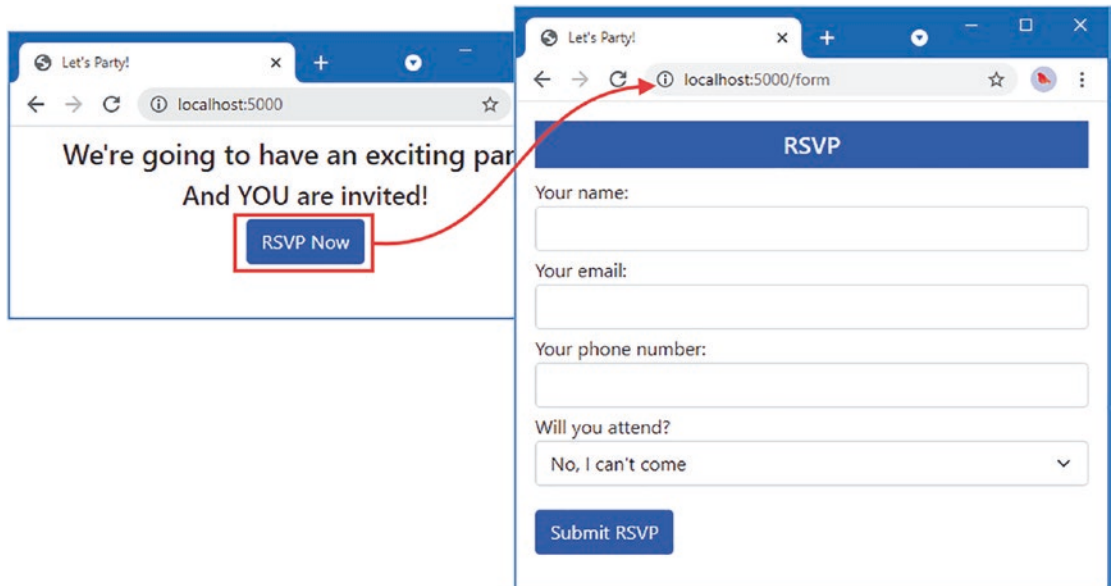 Let's Party!
localhost:5000
We're going to have an exciting par
And YOU are invited!
RSVP Now
Let's Party!
localhost:5000/form
RSVP
Your name:
Your email:
Your phone number:
Will you attend?
No, I can't come
Submit RSVP